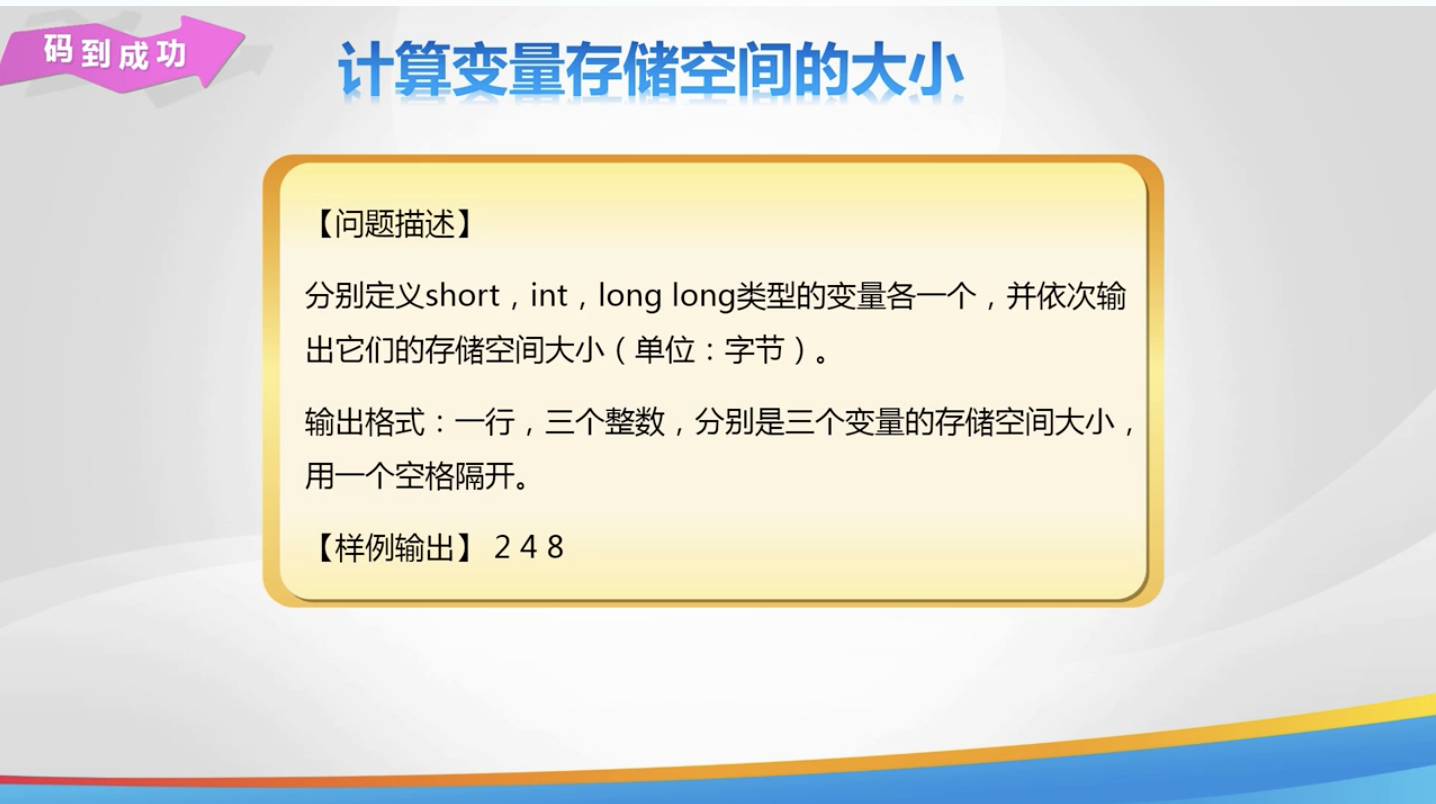 码到成功
计算变量存储空间的大小
【问题描述】
分别定义short，int，long long类型的变量各一个，并依次输
出它们的存储空间大小（单位：字节）。
输出格式：一行，三个整数，分别是三个变量的存储空间大小，
用一个空格隔开。
【样例输出】 2 4 8